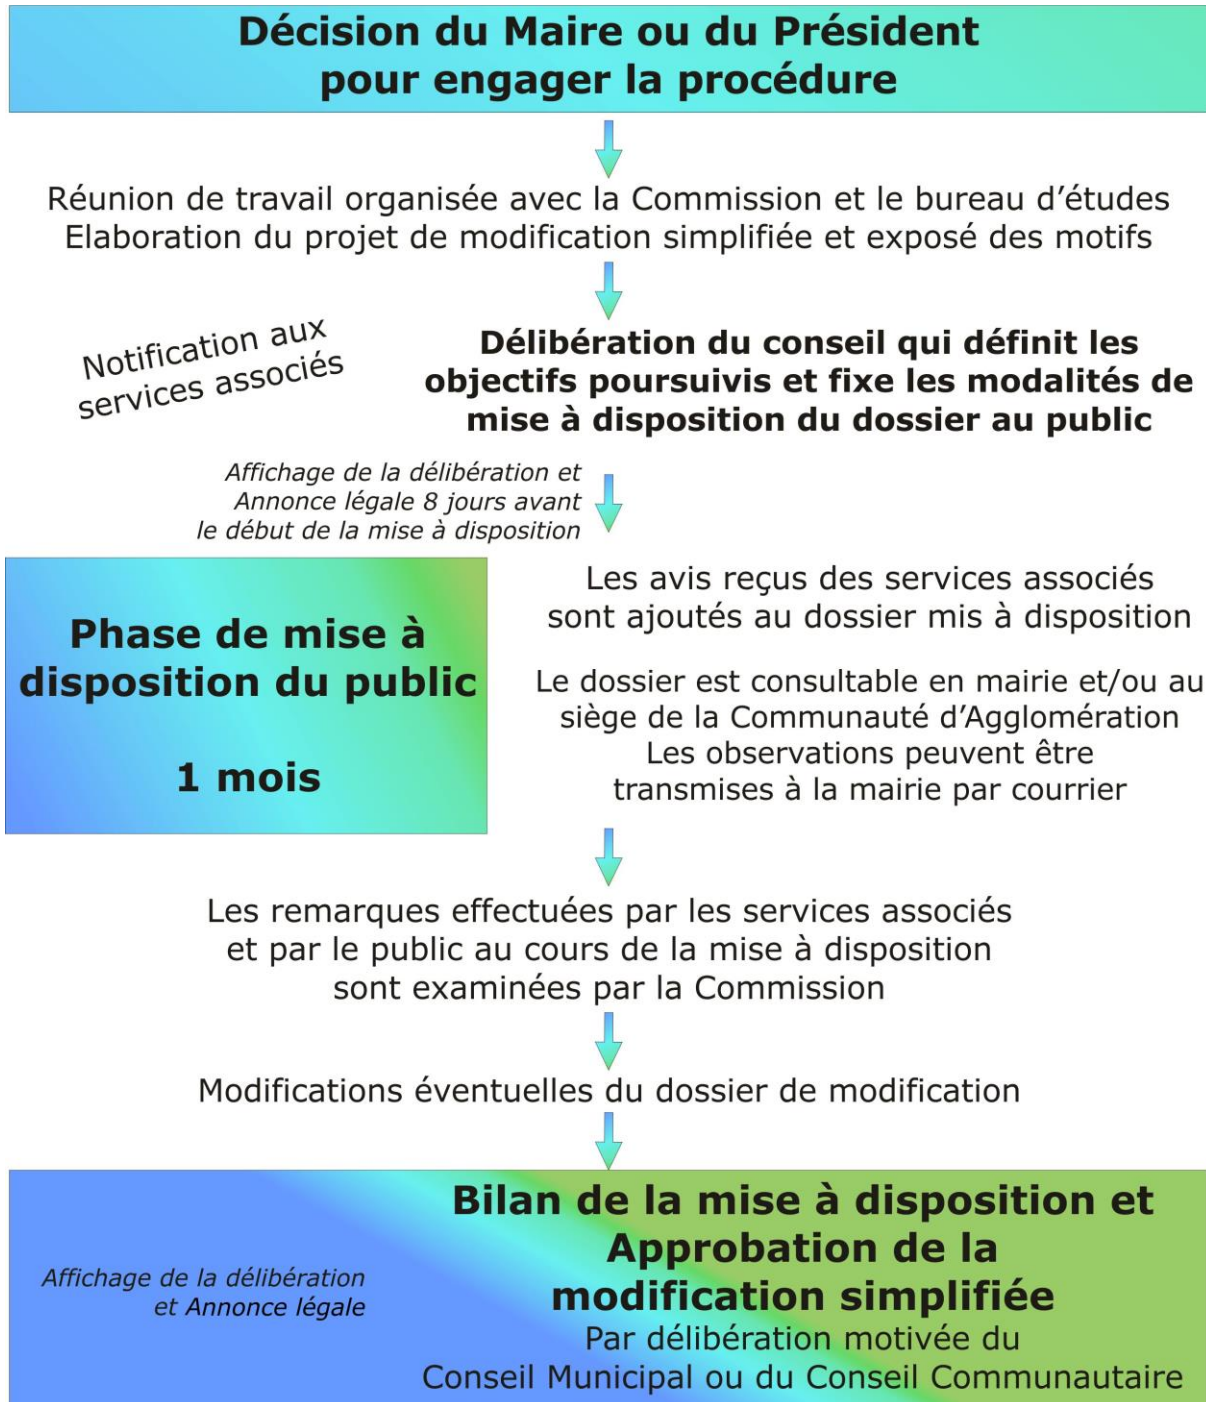 Décision du Maire ou du Président
pour engager la procédure
Réunion de travail organisée avec la Commission et le bureau d’études
Elaboration du projet de modification simplifiée et exposé des motifs
Notification aux
services associés
Délibération du conseil qui définit les
objectifs poursuivis et fixe les modalités de
mise à disposition du dossier au public
Affichage de la délibération et
Annonce légale 8 jours avant
le début de la mise à disposition
Phase de mise à
disposition du public
1 mois
Les avis reçus des services associés
sont ajoutés au dossier mis à disposition
Le dossier est consultable en mairie et/ou au
siège de la Communauté d’Agglomération
Les observations peuvent être
transmises à la mairie par courrier
Les remarques effectuées par les services associés
et par le public au cours de la mise à disposition
sont examinées par la Commission
Modifications éventuelles du dossier de modification
Affichage de la délibération
et Annonce légale
Bilan de la mise à disposition et
Approbation de la
modification simplifiée
Par délibération motivée du
Conseil Municipal ou du Conseil Communautaire